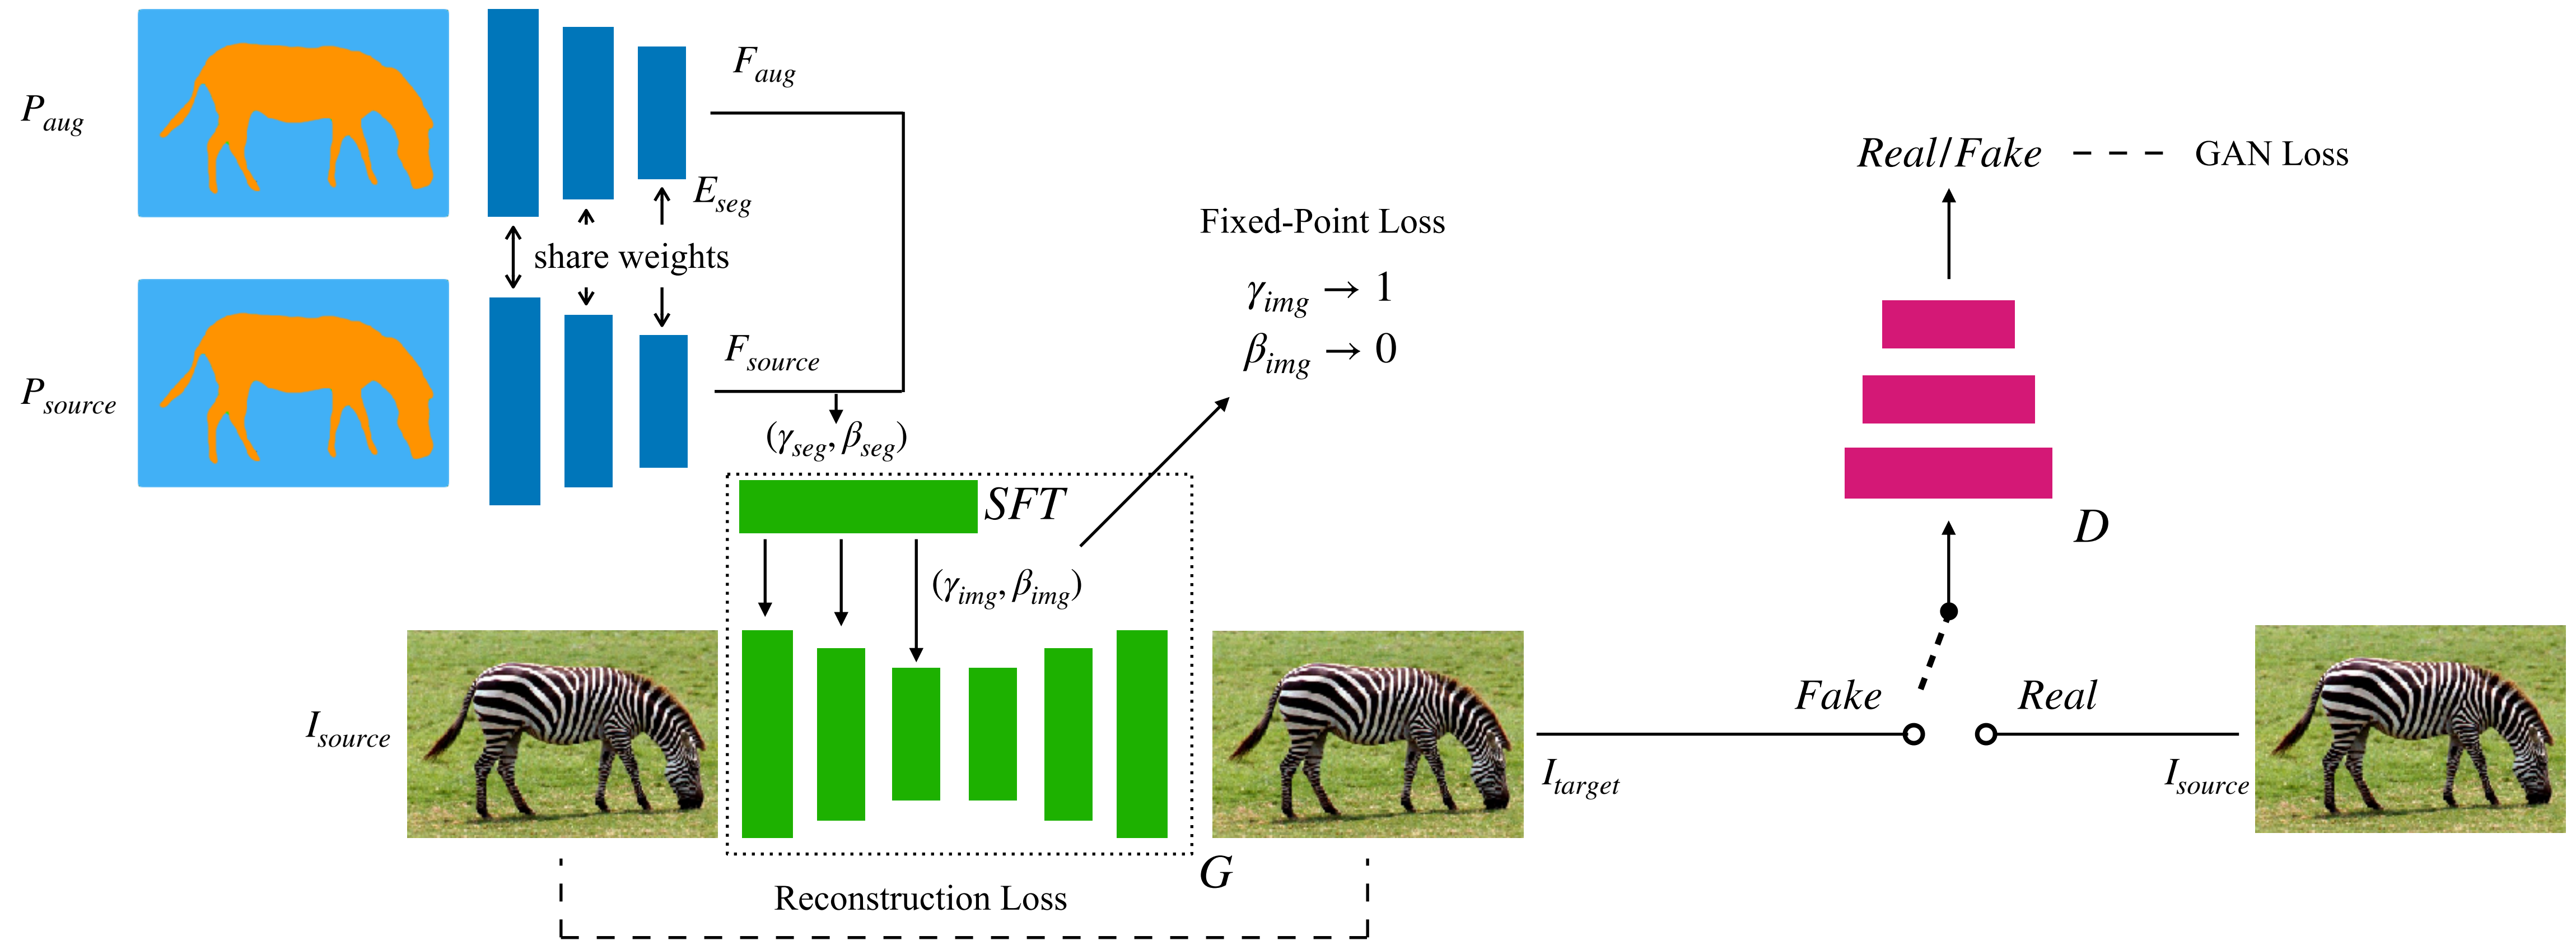 P_aug
F_aug
E_seg
share weights
P_source
F_source
(γ_seg, β_seg)
SFT
(γ_img, β_img)
Fixed-Point Loss
γ_img → 1
β_img → 0
I_source
G
Reconstruction Loss
Real/Fake
GAN Loss
D
Fake
Real
I_target
I_source